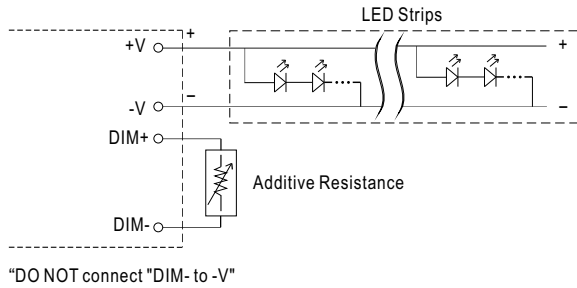 LED Strips
+V + +
-V – –
DIM+
Additive Resistance
DIM-
“DO NOT connect "DIM- to -V"